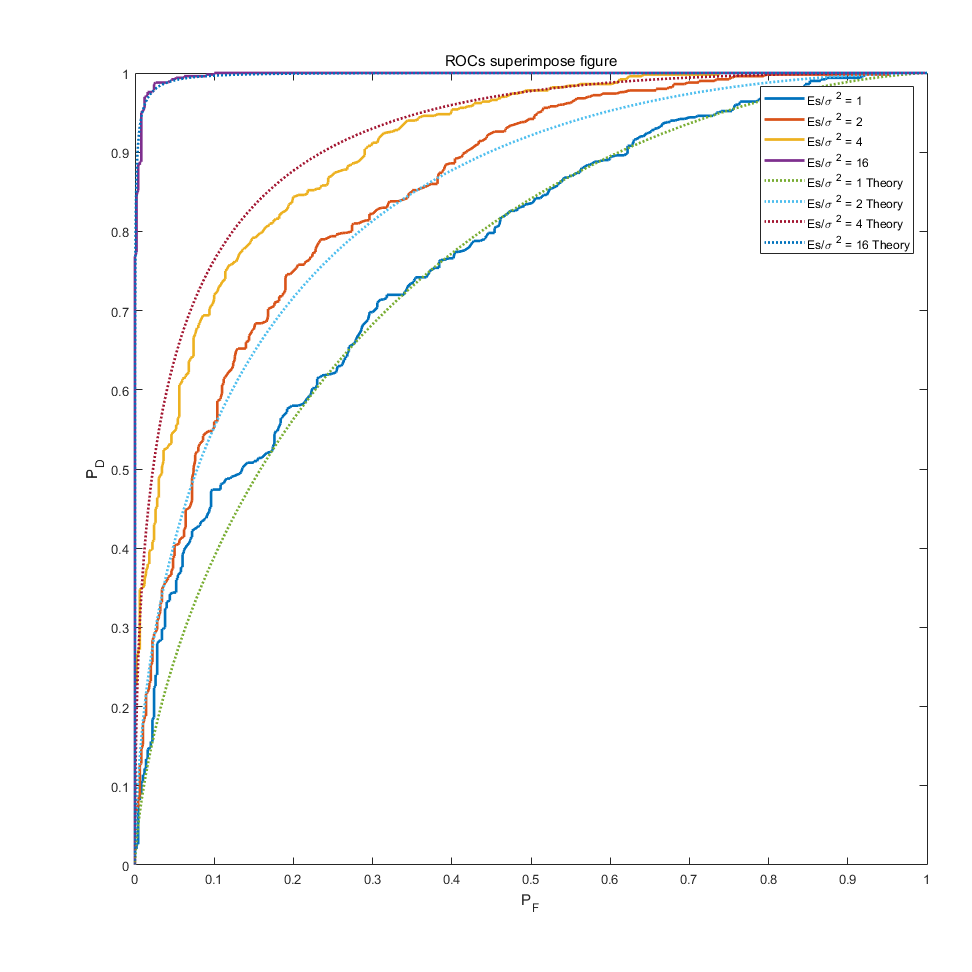 ROCs superimpose figure
1
0.9
0.8
0.7
0.6
0.5
0.4
0.3
0.2
0.1
0
P_D
Es/σ ² = 1
Es/σ ² = 2
Es/σ ² = 4
Es/σ ² = 16
Es/σ ² = 1 Theory
Es/σ ² = 2 Theory
Es/σ ² = 4 Theory
Es/σ ² = 16 Theory
0 0.1 0.2 0.3 0.4 0.5 0.6 0.7 0.8 0.9 1
P_F